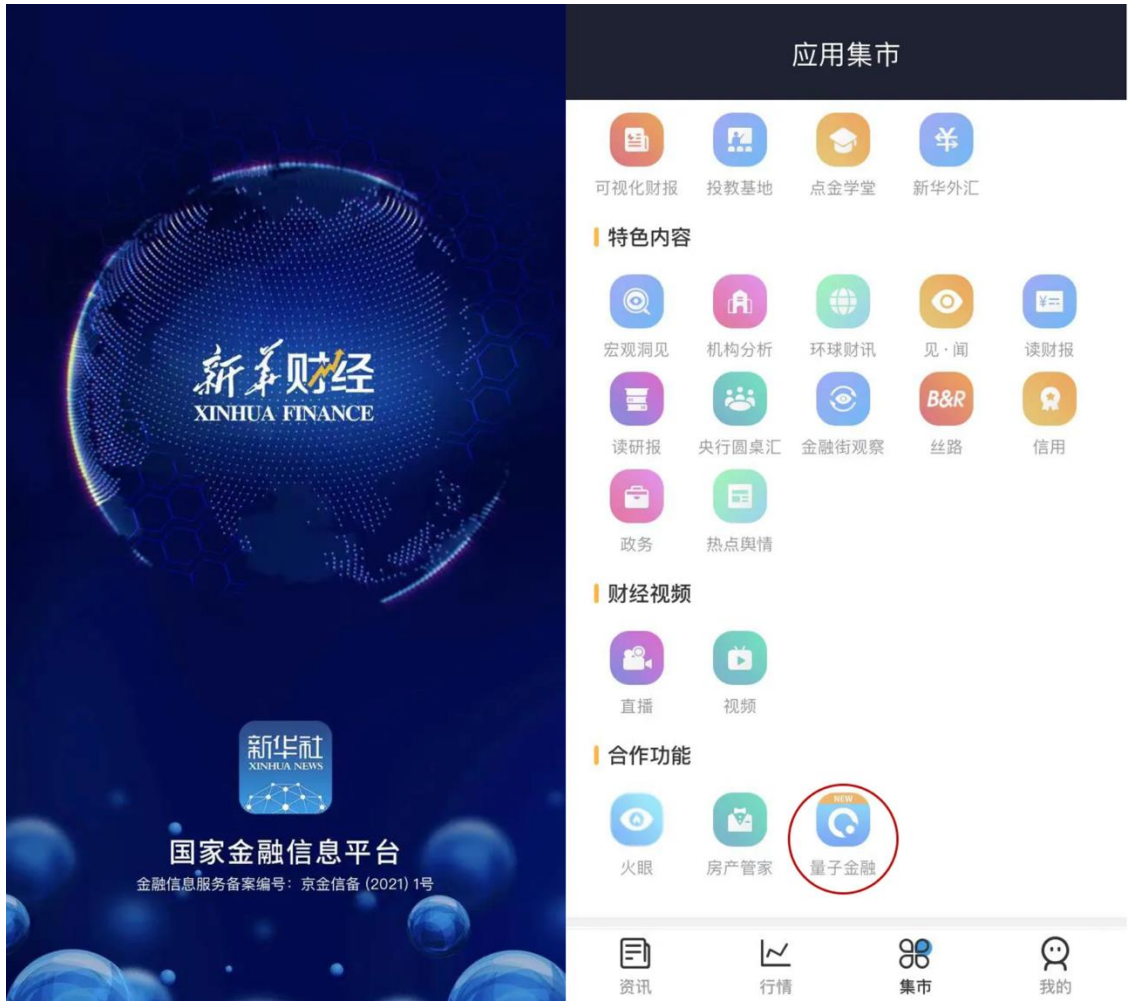 新华财经
XINHUA FINANCE
新华社
XINHUA NEWS
国家金融信息平台
金融信息服务备案编号：京金信备 (2021) 1号
应用集市
可视化财报 投教基地 点金学堂 新华外汇
特色内容
宏观洞见 机构分析 环球财讯 见·闻 读财报
B&R
读研报 央行圆桌汇 金融街观察 丝路 信用
政务 热点舆情
财经视频
直播 视频
合作功能
NEW
火眼 房产管家 量子金融
资讯 行情 集市 我的